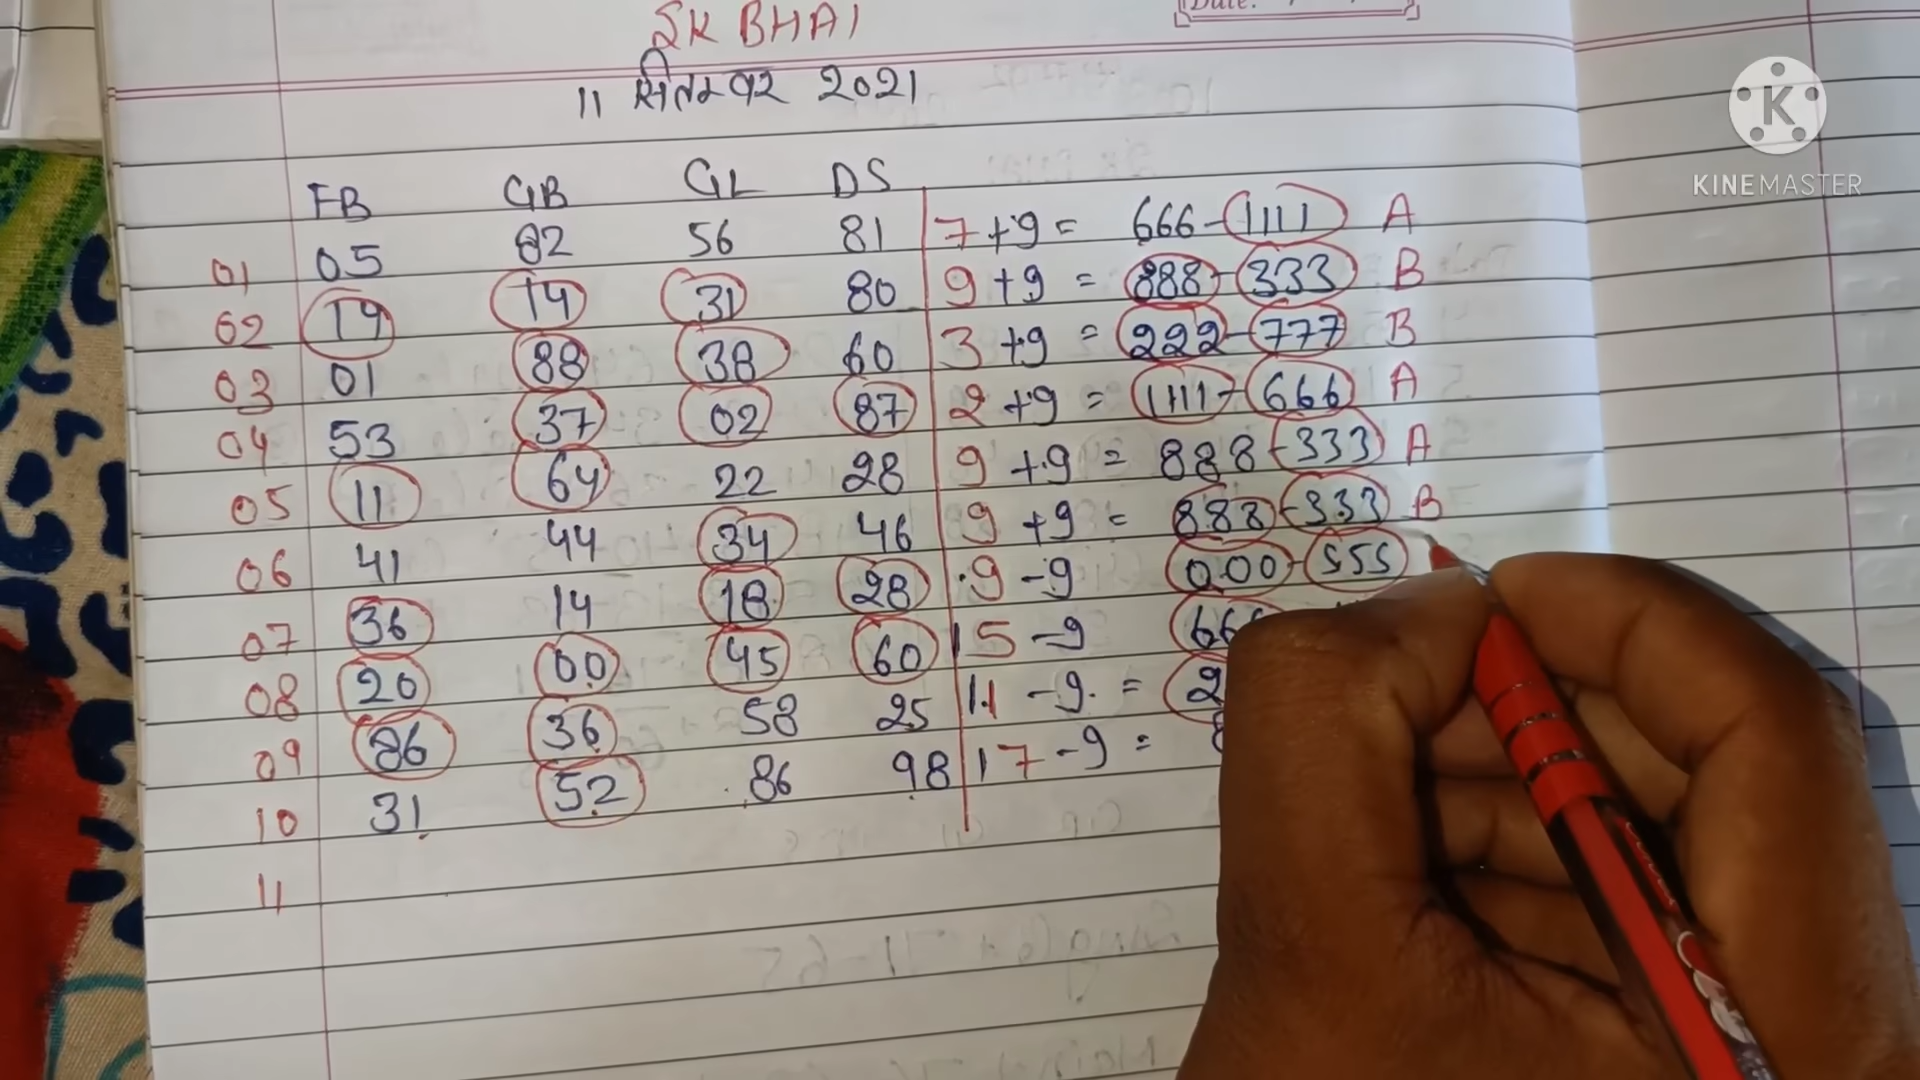 SK BHAI
Date:
11 सितम्बर 2021
KINEMASTER
FB GB GL DS
01 05 82 56 81 7+9= 666-1111 A
02 14 14 31 80 9+9= 888-333 B
03 01 88 38 60 3+9= 222-777 B
04 53 37 02 87 2+9= 1111-666 A
05 11 64 22 28 9+9= 888-333 A
06 41 44 34 46 9+9= 888-333 B
07 36 14 18 28 9-9 000-555
08 20 00 45 60 15-9
09 86 36 58 25 11-9=
10 31 52 86 98 17-9=
11